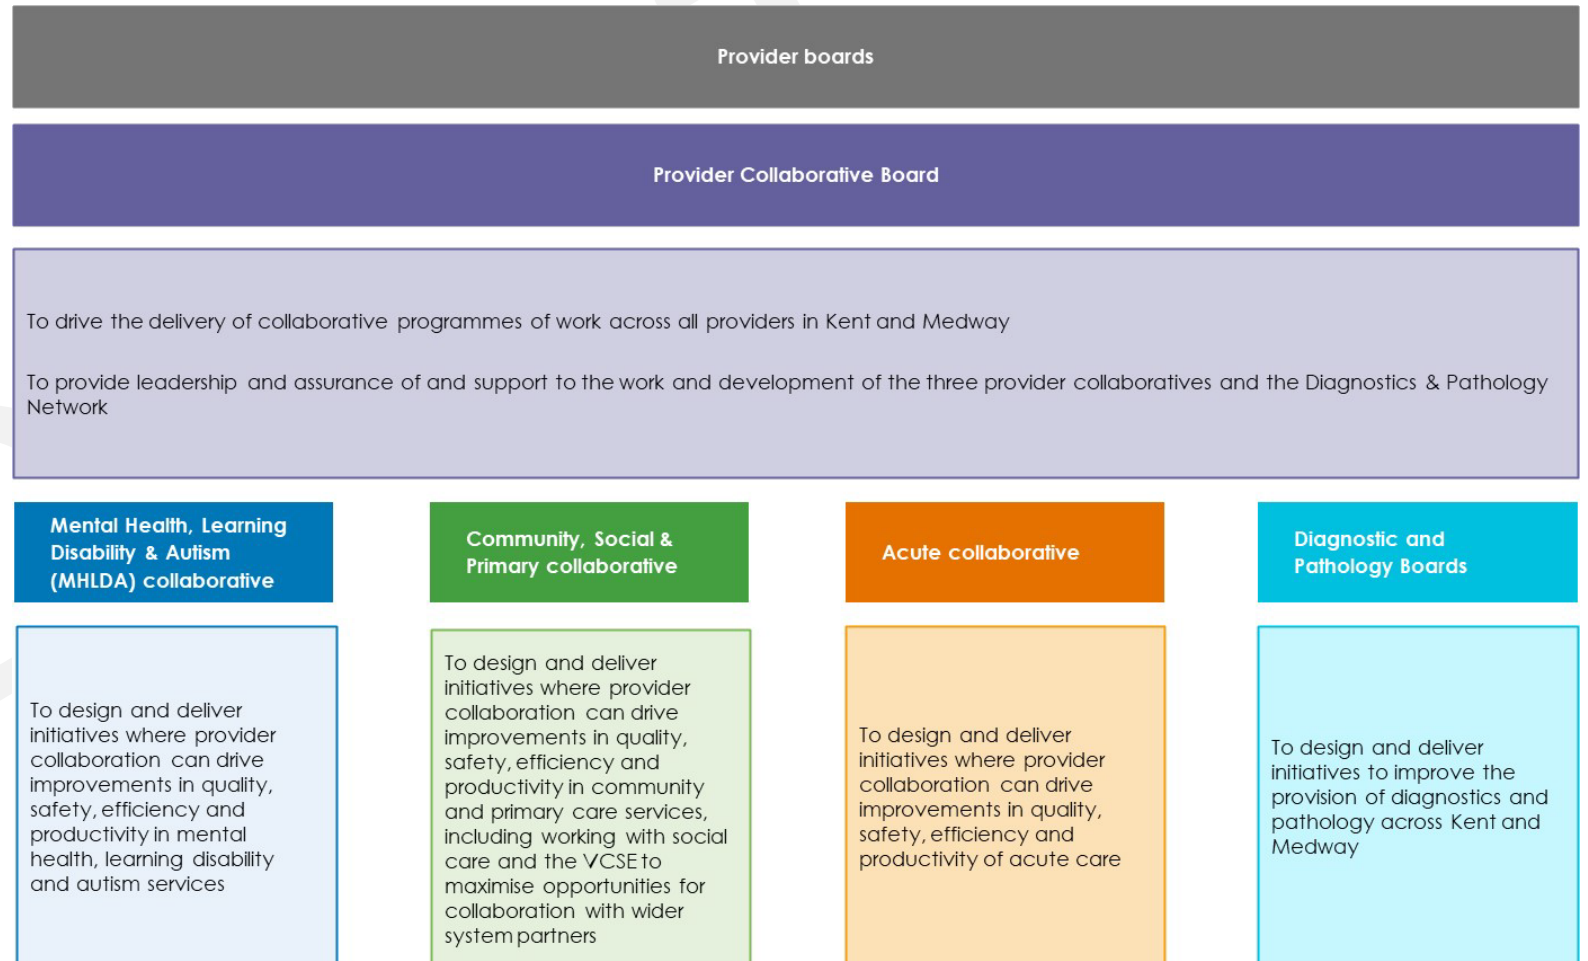 Provider boards
Provider Collaborative Board
To drive the delivery of collaborative programmes of work across all providers in Kent and Medway
To provide leadership and assurance of and support to the work and development of the three provider collaboratives and the Diagnostics & Pathology
Network
Mental Health, Learning
Disability & Autism
(MHLDA) collaborative
Community, Social &
Primary collaborative
Acute collaborative
Diagnostic and
Pathology Boards
To design and deliver
initiatives where provider
collaboration can drive
improvements in quality,
safety, efficiency and
productivity in mental
health, learning disability
and autism services
To design and deliver
initiatives where provider
collaboration can drive
improvements in quality,
safety, efficiency and
productivity in community
and primary care services,
including working with social
care and the VCSE to
maximise opportunities for
collaboration with wider
system partners
To design and deliver
initiatives where provider
collaboration can drive
improvements in quality,
safety, efficiency and
productivity of acute care
To design and deliver
initiatives to improve the
provision of diagnostics and
pathology across Kent and
Medway